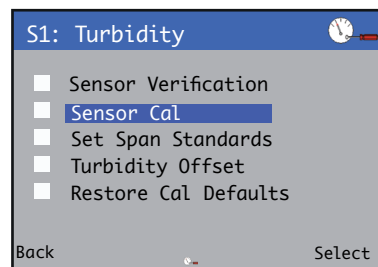 S1: Turbidity
Sensor Verification
Sensor Cal
Set Span Standards
Turbidity Offset
Restore Cal Defaults
Back Select